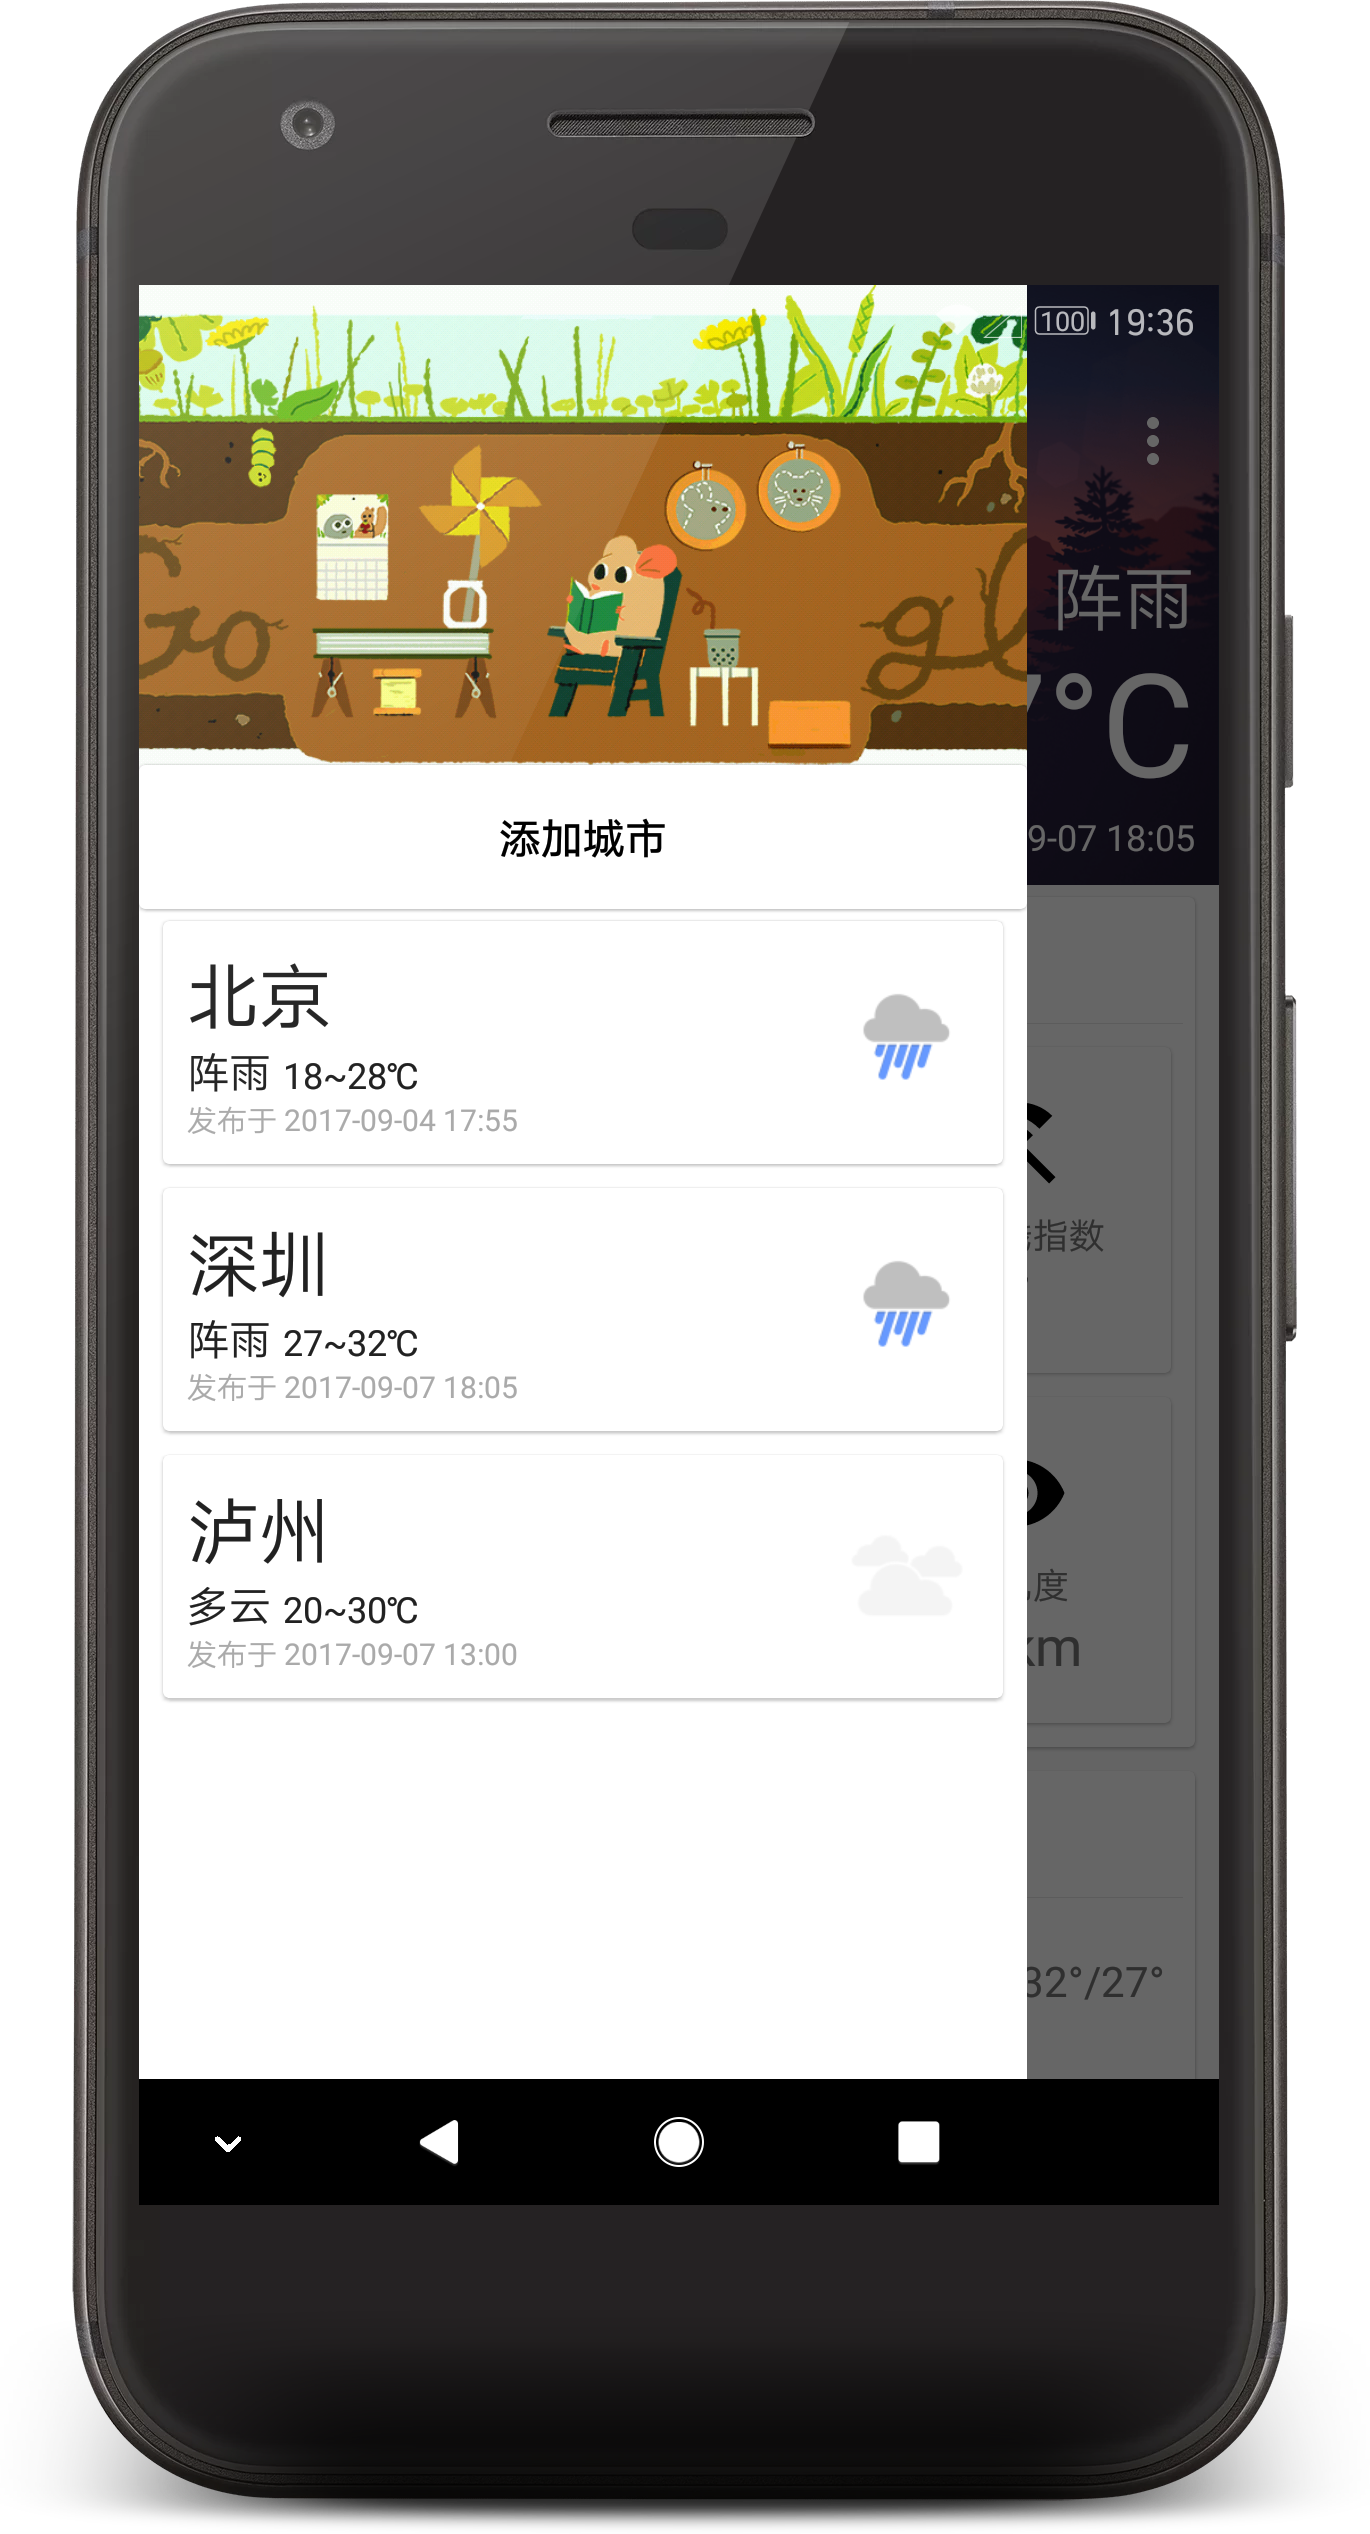 100 19:36
阵雨
°C
9-07 18:05
添加城市
北京
阵雨 18~28℃
发布于 2017-09-04 17:55
深圳
阵雨 27~32℃
发布于 2017-09-07 18:05
泸州
多云 20~30℃
发布于 2017-09-07 13:00
指数
度
km
32°/27°
Go
gl